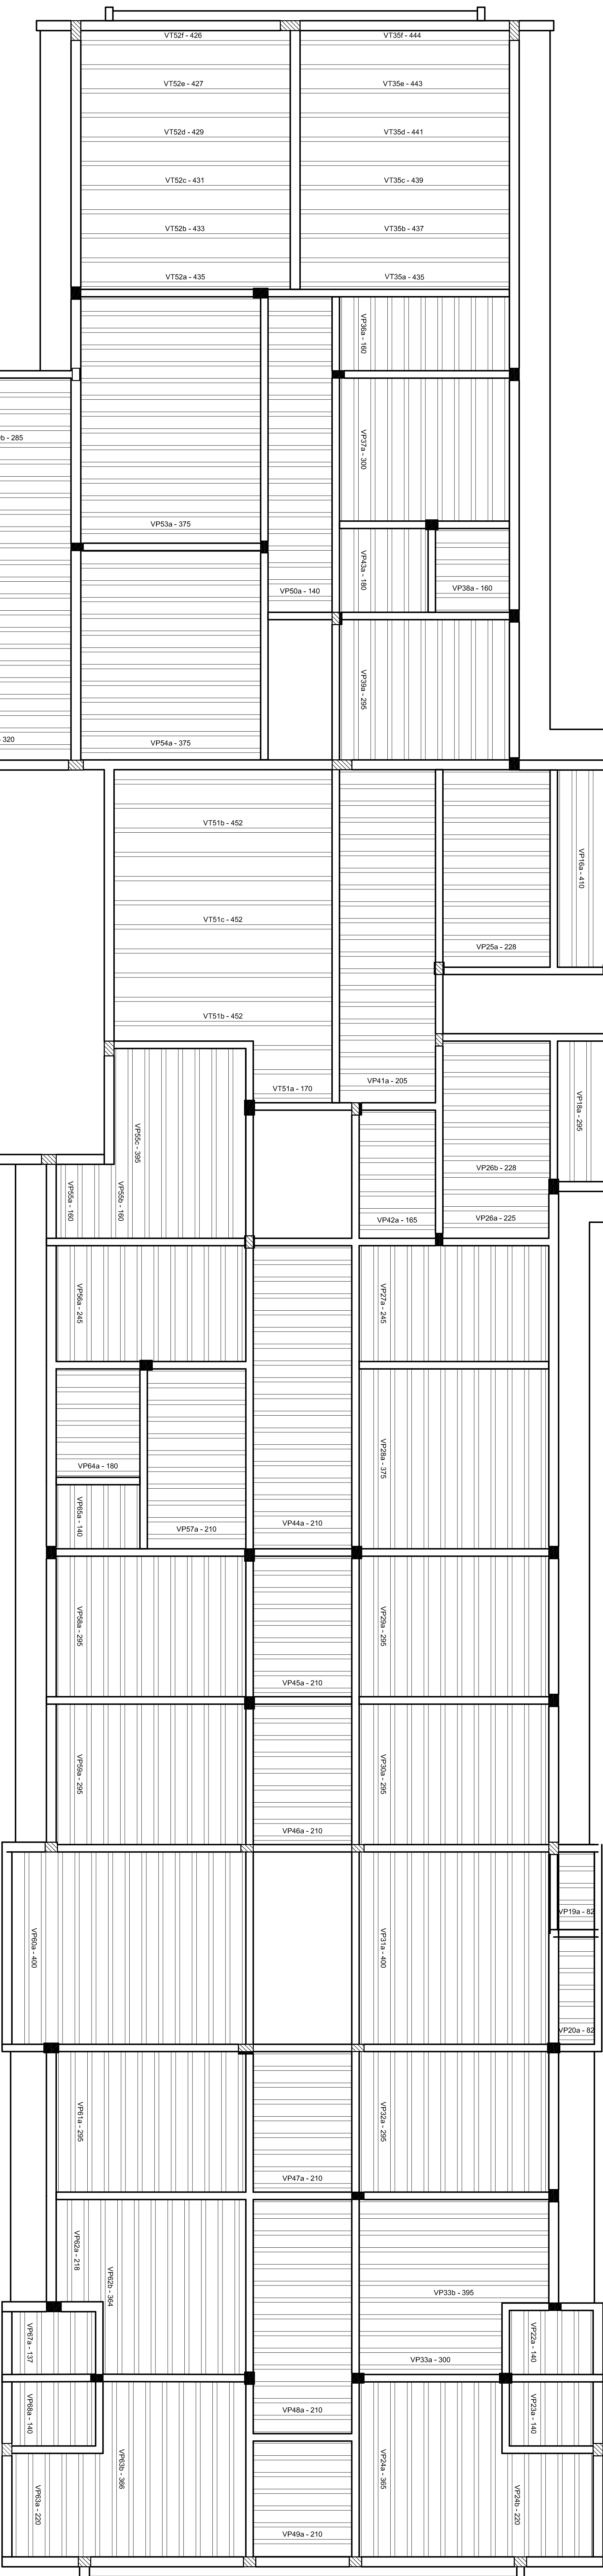 VT52f - 426
VT35f - 444
VT52e - 427
VT35e - 443
VT52d - 429
VT35d - 441
VT52c - 431
VT35c - 439
VT52b - 433
VT35b - 437
VT52a - 435
VT35a - 435
VP36a - 160
b - 285
VP37a - 300
VP53a - 375
VP50a - 140
VP43a - 180
VP38a - 160
VP39a - 295
320
VP54a - 375
VT51b - 452
VP16a - 410
VT51c - 452
VP25a - 228
VT51b - 452
VT51a - 170
VP41a - 205
VP18a - 295
VP55c - 395
VP26b - 228
VP55a - 160
VP55b - 160
VP42a - 165
VP26a - 225
VP56a - 245
VP27a - 245
VP28a - 375
VP64a - 180
VP65a - 140
VP57a - 210
VP44a - 210
VP58a - 295
VP29a - 295
VP45a - 210
VP59a - 295
VP30a - 295
VP46a - 210
VP19a - 82
VP60a - 400
VP31a - 400
VP20a - 82
VP61a - 295
VP32a - 295
VP47a - 210
VP62a - 218
VP62b - 364
VP33b - 395
VP67a - 137
VP33a - 300
VP22a - 140
VP68a - 140
VP48a - 210
VP23a - 140
VP63a - 220
VP63b - 366
VP24a - 365
VP24b - 220
VP49a - 210